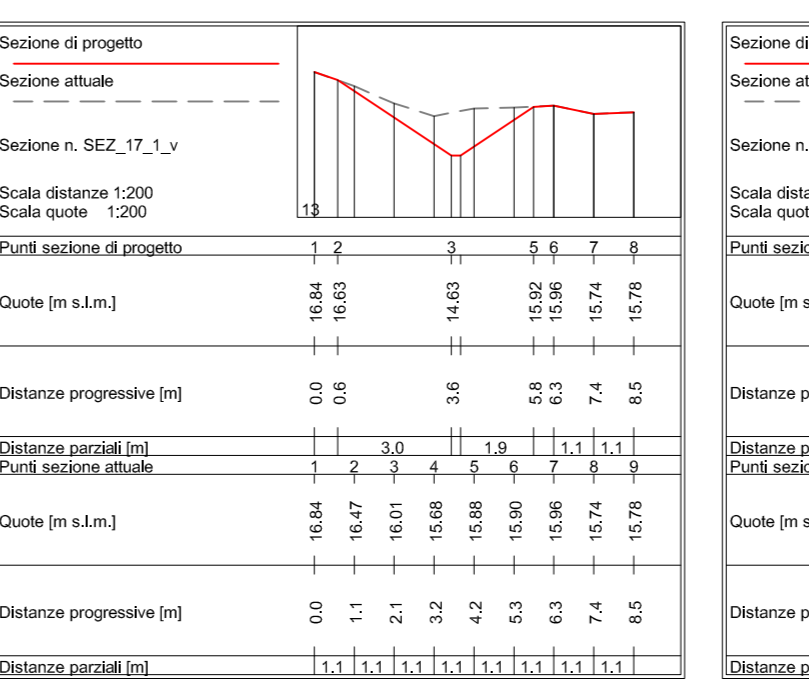 Sezione di progetto
Sezione attuale
Sezione n. SEZ_17_1_v
Scala distanze 1:200
Scala quote 1:200
13
Punti sezione di progetto 1 2 3 5 6 7 8
Quote [m s.l.m.] 16.84 16.63 14.63 15.92 15.96 15.74 15.78
Distanze progressive [m] 0.0 0.6 3.6 5.8 6.3 7.4 8.5
Distanze parziali [m] 3.0 1.9 1.1 1.1
Punti sezione attuale 1 2 3 4 5 6 7 8 9
Quote [m s.l.m.] 16.84 16.47 16.01 15.68 15.88 15.90 15.96 15.74 15.78
Distanze progressive [m] 0.0 1.1 2.1 3.2 4.2 5.3 6.3 7.4 8.5
Distanze parziali [m] 1.1 1.1 1.1 1.1 1.1 1.1 1.1 1.1
Sezione di
Sezione at
Sezione n.
Scala dista
Scala quot
Punti sezio
Quote [m s
Distanze p
Distanze p
Punti sezio
Quote [m s
Distanze p
Distanze p